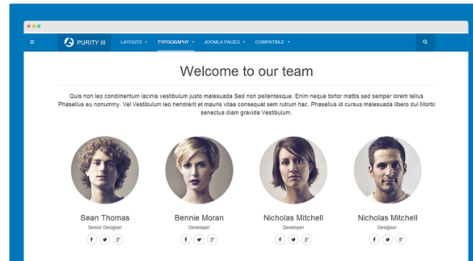 PURITY III LAYOUTS TYPOGRAPHY JOOMLA PAGES COMPATIBLE
Welcome to our team
Quis non leo condimentum lacinia vestibulum justo malesuada Sed non pellentesque. Enim neque tortor mattis sed semper lorem tellus
Phasellus eu nonummy. Vel Vestibulum leo hendrerit et mauris vitae consequat sem rutrum hac. Phasellus id cursus malesuada libero dui Morbi
senectus diam gravida Vestibulum.
Sean Thomas Bennie Moran Nicholas Mitchell Nicholas Mitchell
Senior Designer Developer Developer Designer